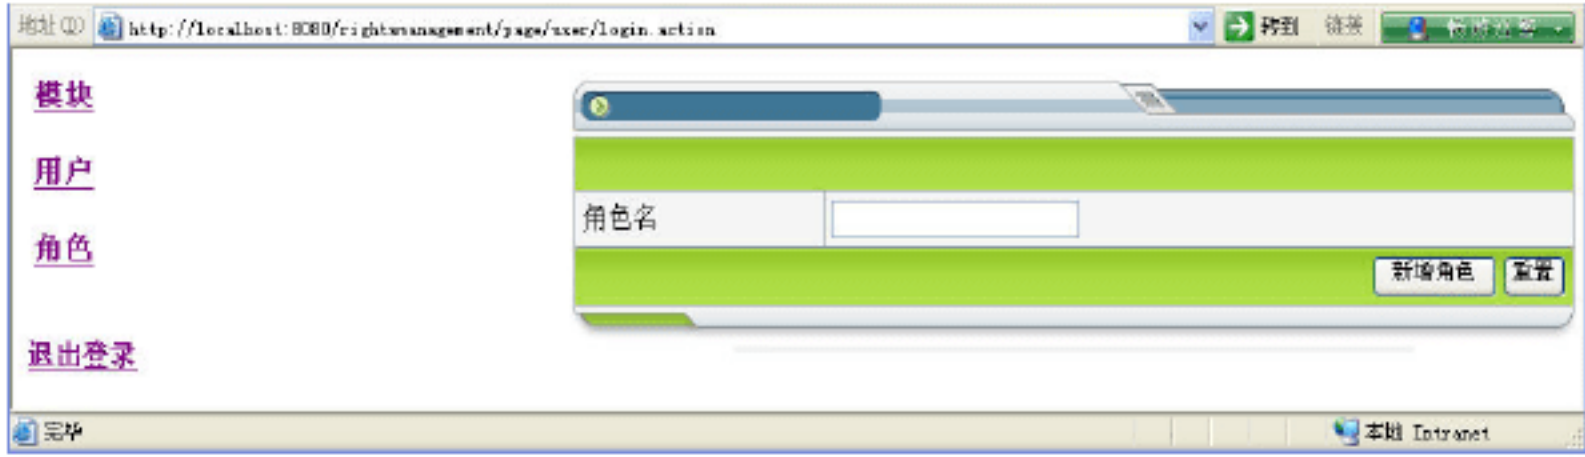 地址(D) http://localhost:8080/rightsmanagement/page/user/login.action 转到 链接
模块
用户
角色名
角色
新增角色 重置
退出登录
完毕 本地 Intranet